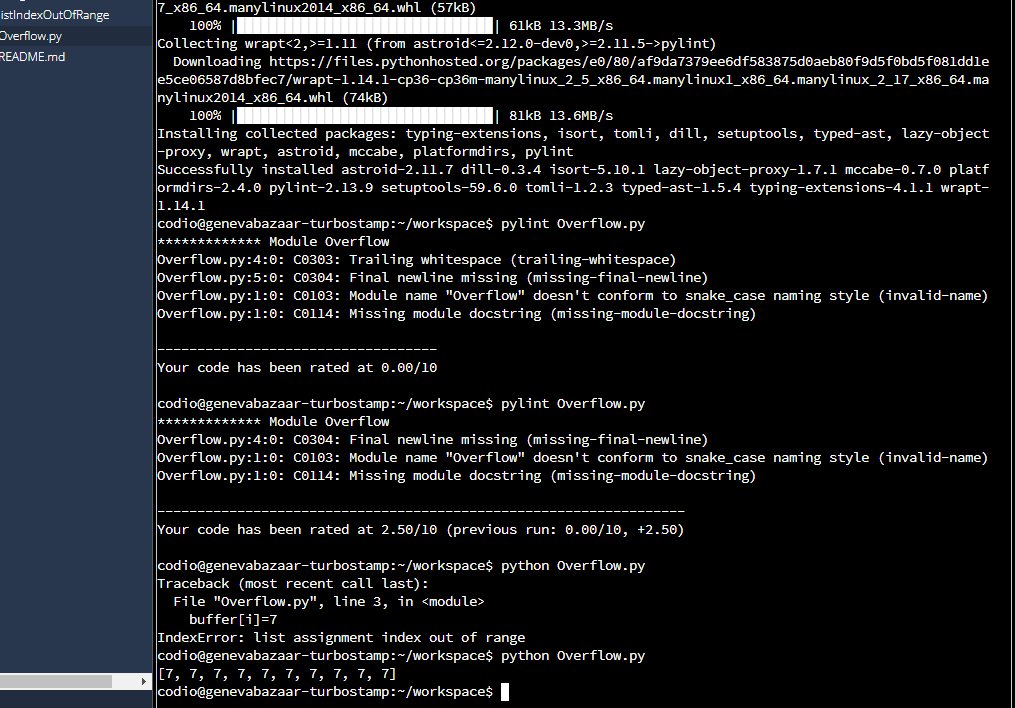 istIndexOutOfRange
Overflow.py
README.md
7_x86_64.manylinux2014_x86_64.whl (57kB)
100% || 61kB 13.3MB/s
Collecting wrapt<2,>=1.11 (from astroid<=2.12.0-dev0,>=2.11.5->pylint)
Downloading https://files.pythonhosted.org/packages/e0/80/af9da7379ee6df583875d0aeb80f9d5f0bd5f081dd1e
e5ce06587d8bfec7/wrapt-1.14.1-cp36-cp36m-manylinux_2_5_x86_64.manylinux1_x86_64.manylinux_2_17_x86_64.ma
nylinux2014_x86_64.whl (74kB)
100% || 81kB 13.6MB/s
Installing collected packages: typing-extensions, isort, tomli, dill, setuptools, typed-ast, lazy-object
-proxy, wrapt, astroid, mccabe, platformdirs, pylint
Successfully installed astroid-2.11.7 dill-0.3.4 isort-5.10.1 lazy-object-proxy-1.7.1 mccabe-0.7.0 platf
ormdirs-2.4.0 pylint-2.13.9 setuptools-59.6.0 tomli-1.2.3 typed-ast-1.5.4 typing-extensions-4.1.1 wrapt-
1.14.1
codio@genevabazaar-turbostamp:~/workspace$ pylint Overflow.py
************* Module Overflow
Overflow.py:4:0: C0303: Trailing whitespace (trailing-whitespace)
Overflow.py:5:0: C0304: Final newline missing (missing-final-newline)
Overflow.py:1:0: C0103: Module name "Overflow" doesn't conform to snake_case naming style (invalid-name)
Overflow.py:1:0: C0114: Missing module docstring (missing-module-docstring)
-----------------------------------
Your code has been rated at 0.00/10
codio@genevabazaar-turbostamp:~/workspace$ pylint Overflow.py
************* Module Overflow
Overflow.py:4:0: C0304: Final newline missing (missing-final-newline)
Overflow.py:1:0: C0103: Module name "Overflow" doesn't conform to snake_case naming style (invalid-name)
Overflow.py:1:0: C0114: Missing module docstring (missing-module-docstring)
------------------------------------------------------------------
Your code has been rated at 2.50/10 (previous run: 0.00/10, +2.50)
codio@genevabazaar-turbostamp:~/workspace$ python Overflow.py
Traceback (most recent call last):
File "Overflow.py", line 3, in <module>
buffer[i]=7
IndexError: list assignment index out of range
codio@genevabazaar-turbostamp:~/workspace$ python Overflow.py
[7, 7, 7, 7, 7, 7, 7, 7, 7, 7]
codio@genevabazaar-turbostamp:~/workspace$